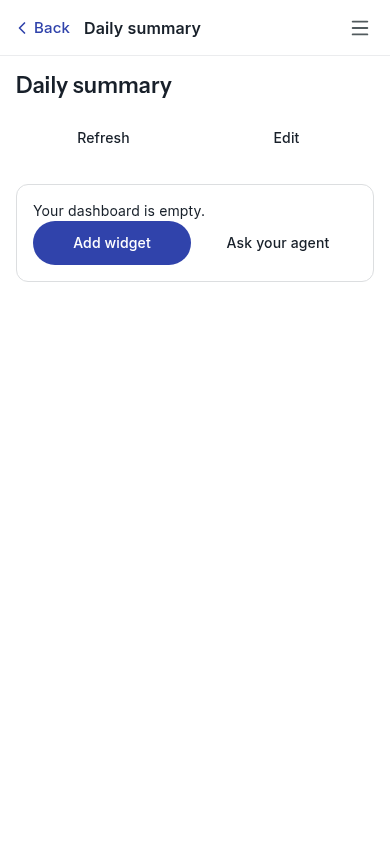 Back Daily summary
Daily summary
Refresh Edit
Your dashboard is empty.
Add widget Ask your agent